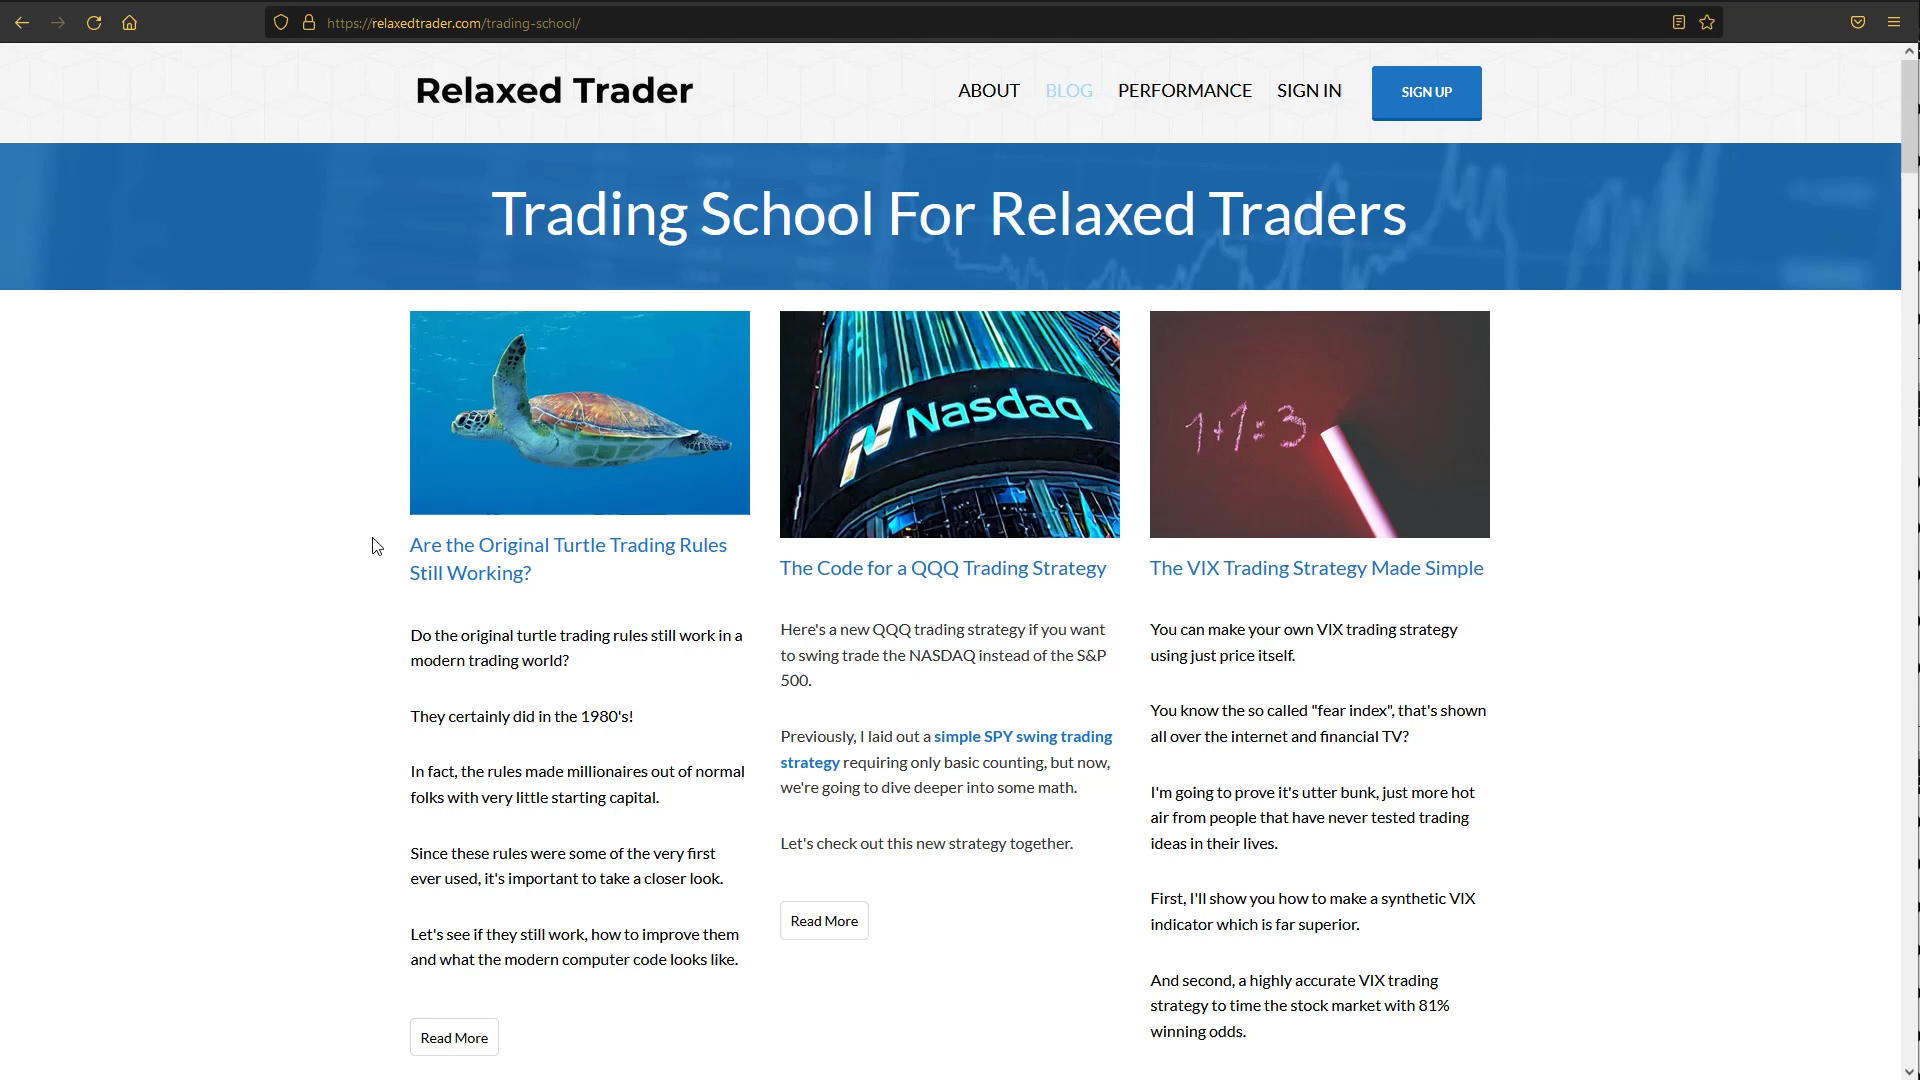 https://relaxedtrader.com/trading-school/
Relaxed Trader
ABOUT BLOG PERFORMANCE SIGN IN SIGN UP
Trading School For Relaxed Traders
Nasdaq
1+1=3
Are the Original Turtle Trading Rules
Still Working?
Do the original turtle trading rules still work in a
modern trading world?
They certainly did in the 1980's!
In fact, the rules made millionaires out of normal
folks with very little starting capital.
Since these rules were some of the very first
ever used, it's important to take a closer look.
Let's see if they still work, how to improve them
and what the modern computer code looks like.
Read More
The Code for a QQQ Trading Strategy
Here's a new QQQ trading strategy if you want
to swing trade the NASDAQ instead of the S&P
500.
Previously, I laid out a simple SPY swing trading
strategy requiring only basic counting, but now,
we're going to dive deeper into some math.
Let's check out this new strategy together.
Read More
The VIX Trading Strategy Made Simple
You can make your own VIX trading strategy
using just price itself.
You know the so called "fear index", that's shown
all over the internet and financial TV?
I'm going to prove it's utter bunk, just more hot
air from people that have never tested trading
ideas in their lives.
First, I'll show you how to make a synthetic VIX
indicator which is far superior.
And second, a highly accurate VIX trading
strategy to time the stock market with 81%
winning odds.